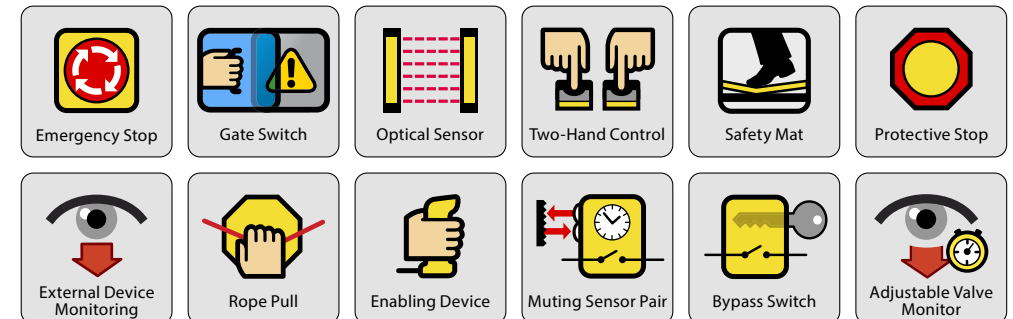 Emergency Stop
Gate Switch
Optical Sensor
Two-Hand Control
Safety Mat
Protective Stop
External Device
Monitoring
Rope Pull
Enabling Device
Muting Sensor Pair
Bypass Switch
Adjustable Valve
Monitor